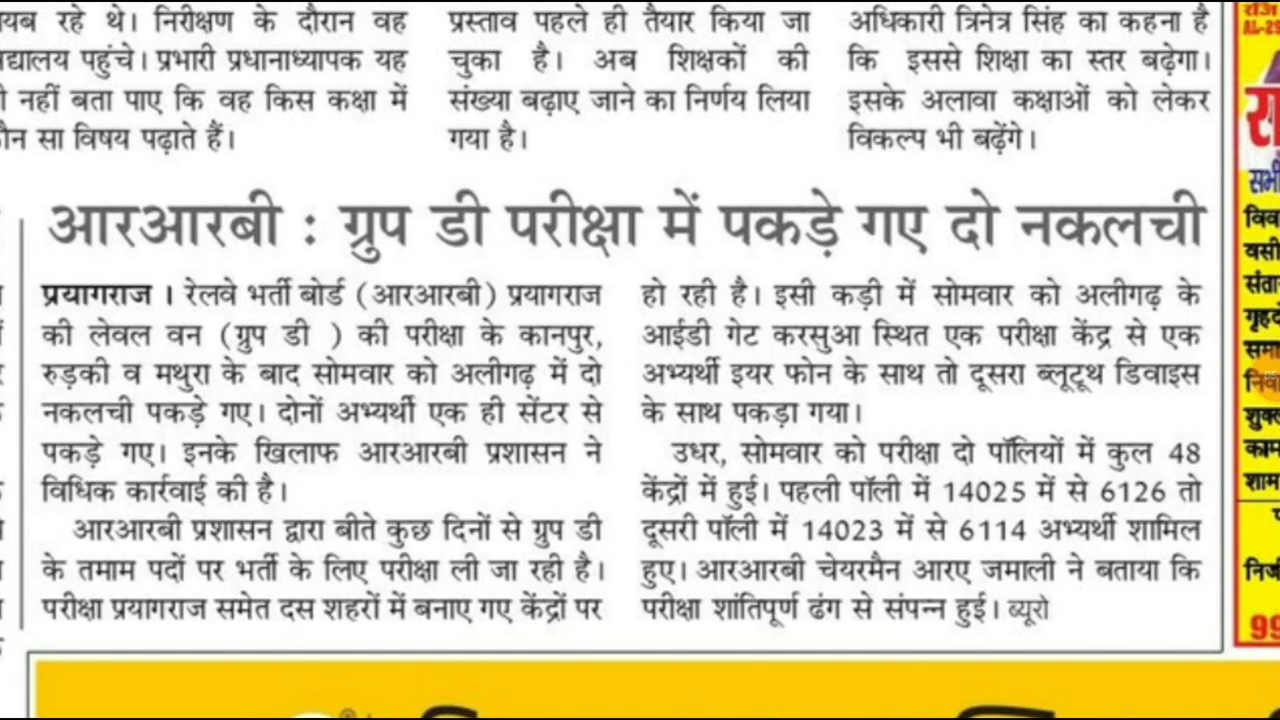 यब रहे थे। निरीक्षण के दौरान वह
पहुंचे। प्रभारी प्रधानाध्यापक यह
नहीं बता पाए कि वह किस कक्षा में
सा विषय पढ़ाते हैं।
प्रस्ताव पहले ही तैयार किया जा
चुका है। अब शिक्षकों की
संख्या बढ़ाए जाने का निर्णय लिया
गया है।
अधिकारी त्रिनेत्र सिंह का कहना है
कि इससे शिक्षा का स्तर बढ़ेगा।
इसके अलावा कक्षाओं को लेकर
विकल्प भी बढ़ेंगे।
आरआरबी : ग्रुप डी परीक्षा में पकड़े गए दो नकलची
प्रयागराज। रेलवे भर्ती बोर्ड (आरआरबी) प्रयागराज
की लेवल वन (ग्रुप डी ) की परीक्षा के कानपुर,
रुड़की व मथुरा के बाद सोमवार को अलीगढ़ में दो
नकलची पकड़े गए। दोनों अभ्यर्थी एक ही सेंटर से
पकड़े गए। इनके खिलाफ आरआरबी प्रशासन ने
विधिक कार्रवाई की है।
आरआरबी प्रशासन द्वारा बीते कुछ दिनों से ग्रुप डी
के तमाम पदों पर भर्ती के लिए परीक्षा ली जा रही है।
परीक्षा प्रयागराज समेत दस शहरों में बनाए गए केंद्रों पर
हो रही है। इसी कड़ी में सोमवार को अलीगढ़ के
आईडी गेट करसुआ स्थित एक परीक्षा केंद्र से एक
अभ्यर्थी इयर फोन के साथ तो दूसरा ब्लूटूथ डिवाइस
के साथ पकड़ा गया।
उधर, सोमवार को परीक्षा दो पॉलियों में कुल 48
केंद्रों में हुई। पहली पॉली में 14025 में से 6126 तो
दूसरी पॉली में 14023 में से 6114 अभ्यर्थी शामिल
हुए। आरआरबी चेयरमैन आरए जमाली ने बताया कि
परीक्षा शांतिपूर्ण ढंग से संपन्न हुई। ब्यूरो
सभी
काम
99